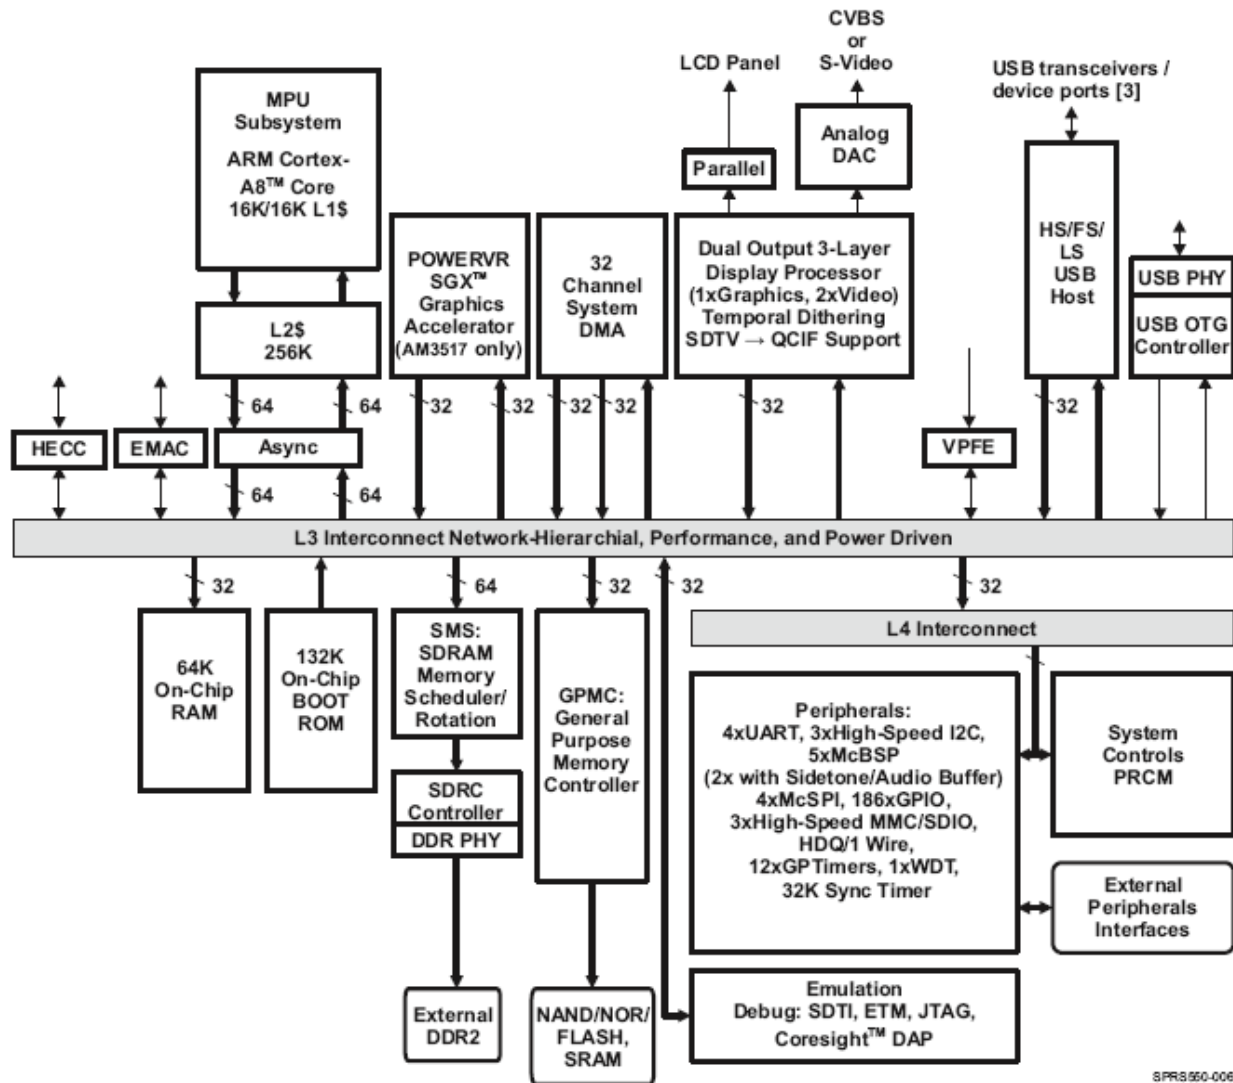 CVBS
or
S-Video
LCD Panel
USB transceivers /
device ports [3]
MPU
Subsystem
ARM Cortex-
A8™ Core
16K/16K L1$
Analog
DAC
Parallel
POWERVR
SGX™
Graphics
Accelerator
(AM3517 only)
32
Channel
System
DMA
Dual Output 3-Layer
Display Processor
(1xGraphics, 2xVideo)
Temporal Dithering
SDTV → QCIF Support
HS/FS/
LS
USB
Host
USB PHY
USB OTG
Controller
L2$
256K
64
64
32
32
32
32
32
32
HECC
EMAC
Async
VPFE
64
64
L3 Interconnect Network-Hierarchial, Performance, and Power Driven
32
64
32
32
32
L4 Interconnect
64K
On-Chip
RAM
132K
On-Chip
BOOT
ROM
SMS:
SDRAM
Memory
Scheduler/
Rotation
SDRC
Controller
DDR PHY
GPMC:
General
Purpose
Memory
Controller
Peripherals:
4xUART, 3xHigh-Speed I2C,
5xMcBSP
(2x with Sidetone/Audio Buffer)
4xMcSPI, 186xGPIO,
3xHigh-Speed MMC/SDIO,
HDQ/1 Wire,
12xGPTimers, 1xWDT,
32K Sync Timer
System
Controls
PRCM
External
Peripherals
Interfaces
External
DDR2
NAND/NOR/
FLASH,
SRAM
Emulation
Debug: SDTI, ETM, JTAG,
Coresight™ DAP
SPRS550-006